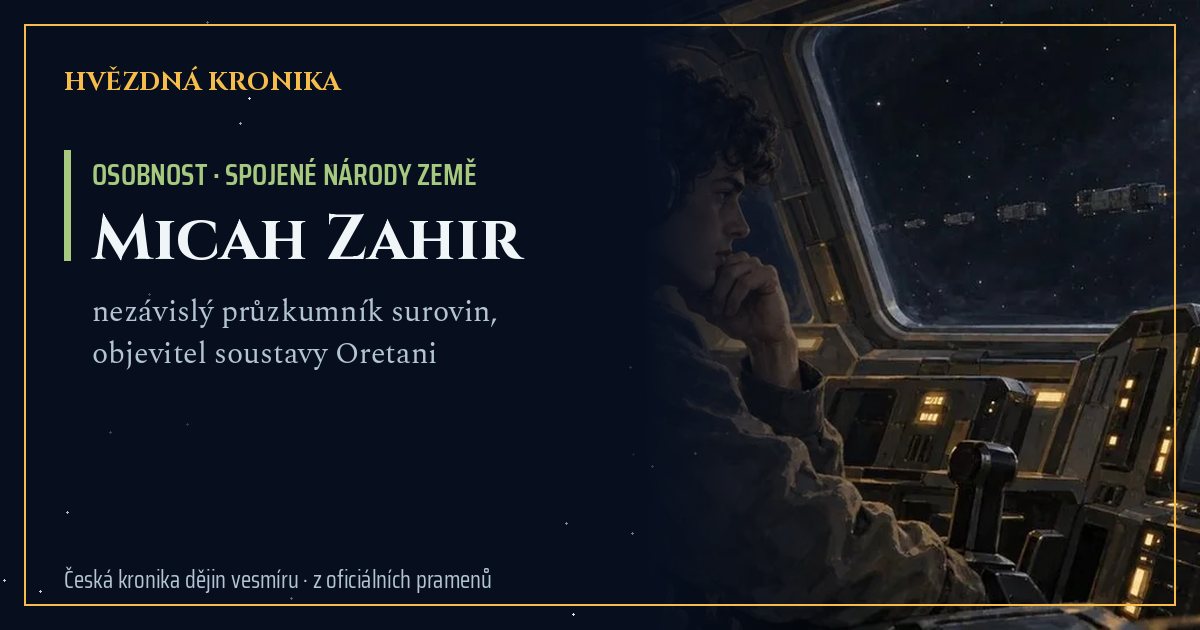 HVĚZDNÁ KRONIKA
OSOBNOST · SPOJENÉ NÁRODY ZEMĚ
Micah Zahir
nezávislý průzkumník surovin,
objevitel soustavy Oretani
Česká kronika dějin vesmíru · z oficiálních pramenů